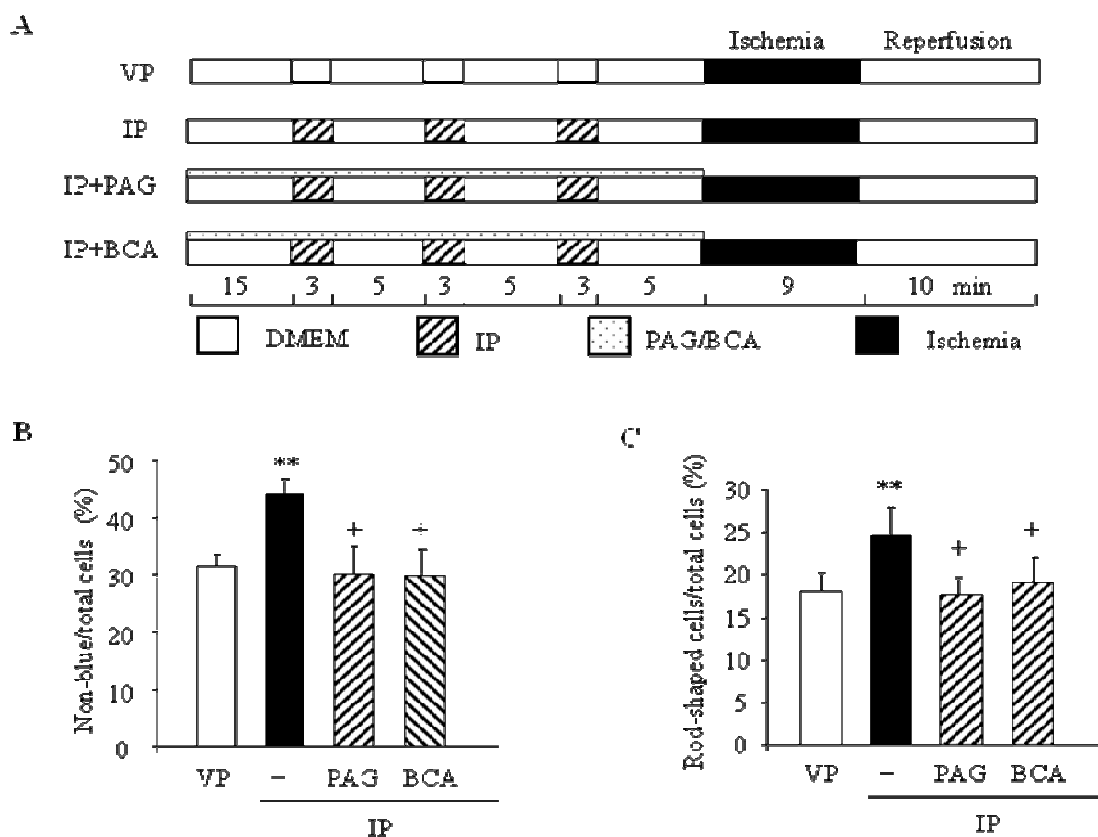 A
Ischemia Reperfusion
VP
IP
IP+PAG
IP+BCA
15 3 5 3 5 3 5 9 10 min
DMEM IP PAG/BCA Ischemia
B
Non-blue/total cells (%)
50
40
30
20
10
0
**
+
+
VP – PAG BCA
IP
C
Rod-shaped cells/total cells (%)
30
25
20
15
10
5
0
**
+
+
VP – PAG BCA
IP